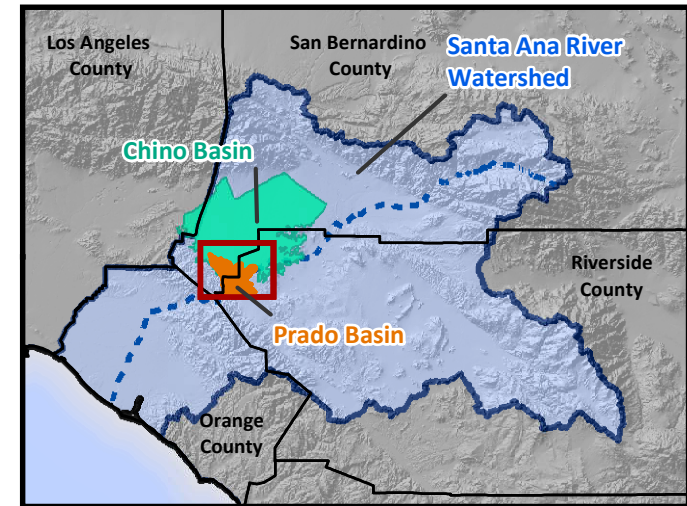 Los Angeles
County
San Bernardino
County
Santa Ana River
Watershed
Chino Basin
Riverside
County
Prado Basin
Orange
County